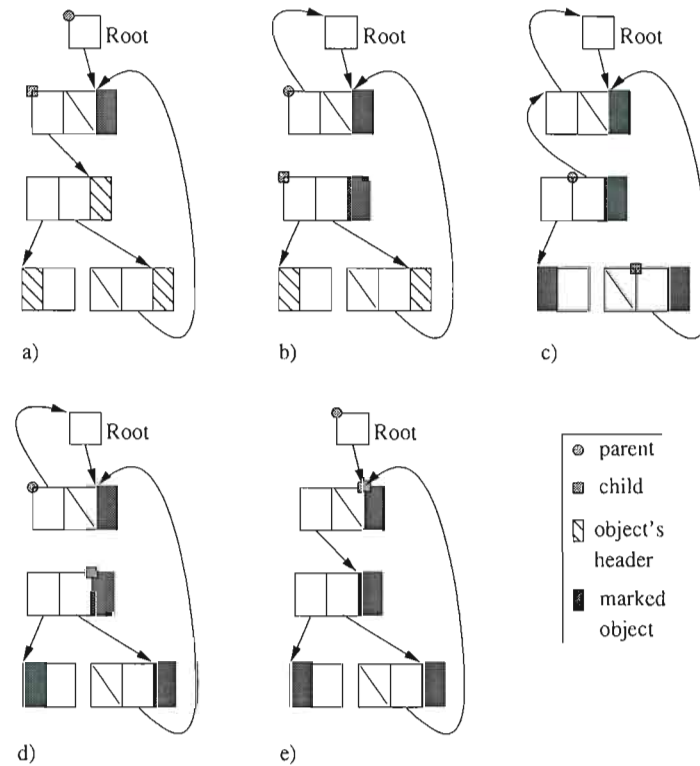 Root
Root
Root
a)
b)
c)
Root
Root
parent
child
object's
header
marked
object
d)
e)